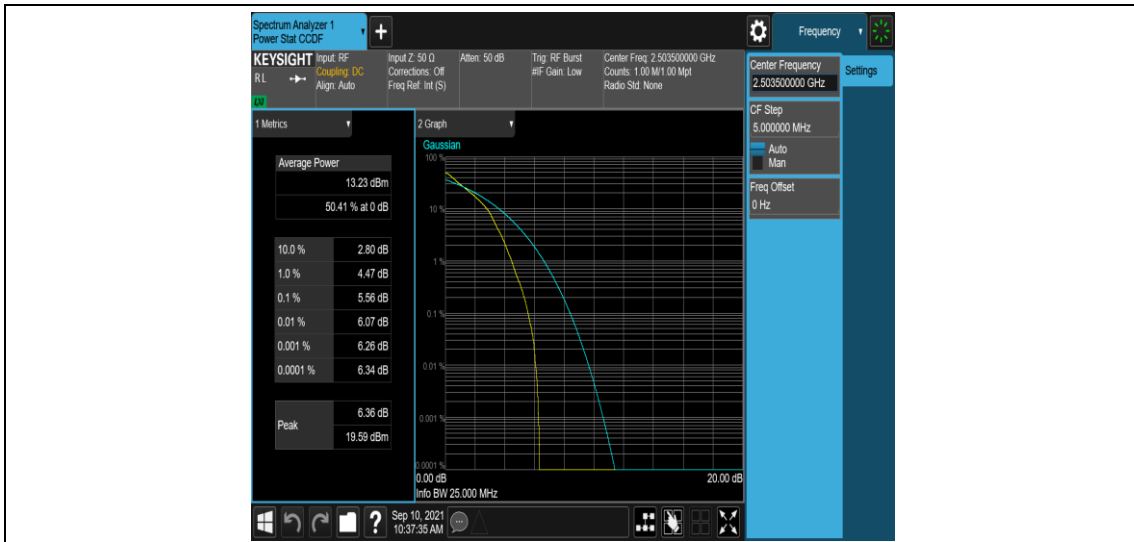 Spectrum Analyzer 1
Power Stat CCDF
Frequency
KEYSIGHT
RL
Input: RF
Coupling: DC
Align: Auto
Input Z: 50 Ω
Corrections: Off
Freq Ref: Int (S)
Atten: 50 dB
Trig: RF Burst
#IF Gain: Low
Center Freq: 2.503500000 GHz
Counts: 1.00 M/1.00 Mpt
Radio Std: None
Center Frequency
2.503500000 GHz
Settings
CF Step
5.000000 MHz
Auto
Man
Freq Offset
0 Hz
1 Metrics
Average Power
13.23 dBm
50.41 % at 0 dB
10.0 % 2.80 dB
1.0 % 4.47 dB
0.1 % 5.56 dB
0.01 % 6.07 dB
0.001 % 6.26 dB
0.0001 % 6.34 dB
Peak
6.36 dB
19.59 dBm
2 Graph
Gaussian
100 %
10 %
1 %
0.1 %
0.01 %
0.001 %
0.0001 %
0.00 dB 20.00 dB
Info BW 25.000 MHz
Sep 10, 2021
10:37:35 AM